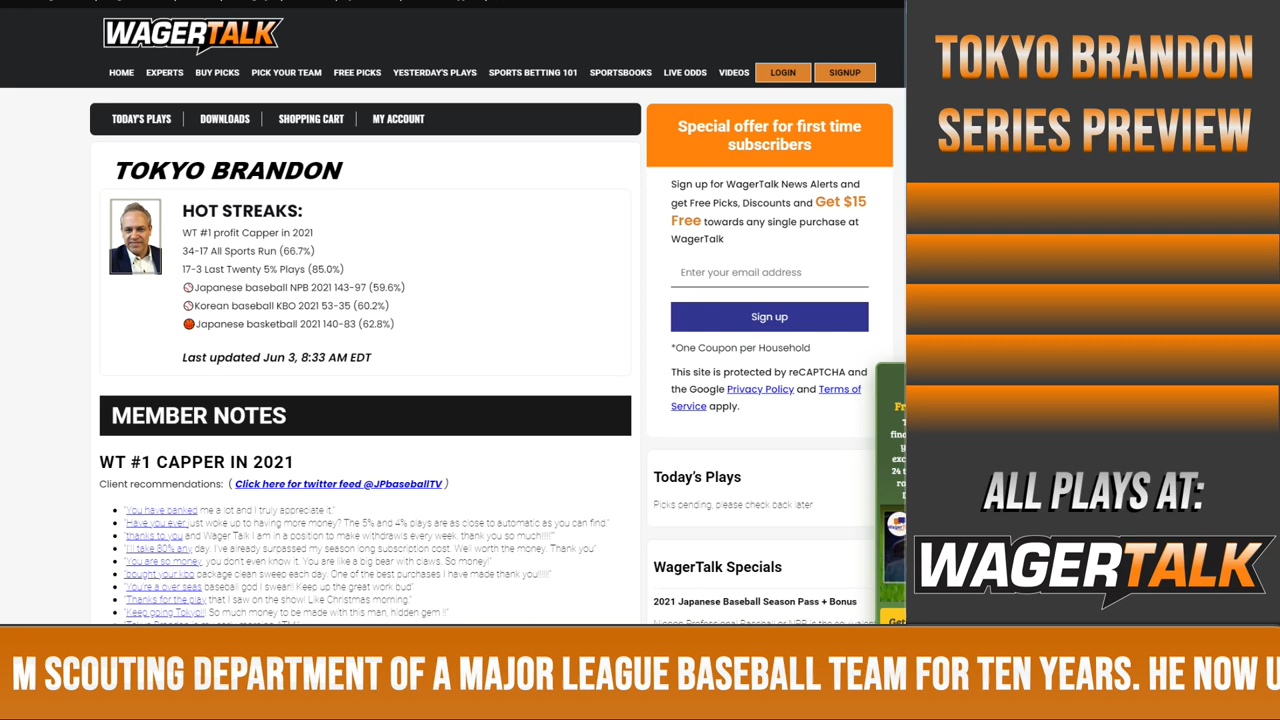 WAGERTALK
HOME EXPERTS BUY PICKS PICK YOUR TEAM FREE PICKS YESTERDAY'S PLAYS SPORTS BETTING 101 SPORTSBOOKS LIVE ODDS VIDEOS LOGIN SIGNUP
TODAY'S PLAYS DOWNLOADS SHOPPING CART MY ACCOUNT
TOKYO BRANDON
HOT STREAKS:
WT #1 profit Capper in 2021
34-17 All Sports Run (66.7%)
17-3 Last Twenty 5% Plays (85.0%)
Japanese baseball NPB 2021 143-97 (59.6%)
Korean baseball KBO 2021 53-35 (60.2%)
Japanese basketball 2021 140-83 (62.8%)
Last updated Jun 3, 8:33 AM EDT
MEMBER NOTES
WT #1 CAPPER IN 2021
Client recommendations: ( Click here for twitter feed @JPbaseballTV )
"You have banked me a lot and I truly appreciate it."
"Have you ever just woke up to having more money? The 5% and 4% plays are as close to automatic as you can find."
"thanks to you and Wager Talk I am in a position to make withdrawls every week. thank you so much!!!!"
"I'll take 80% any day. I've already surpassed my season long subscription cost. Well worth the money. Thank you"
"You are so money, you don't even know it. You are like a big bear with claws. So money!
"bought your kbo package clean sweep each day. One of the best purchases I have made thank you!!!!!"
"You're a over seas baseball god I swear!! Keep up the great work bud"
"Thanks for the play that I saw on the show! Like Christmas morning."
"Keep going Tokyo!! So much money to be made with this man, hidden gem !!"
Special offer for first time
subscribers
Sign up for WagerTalk News Alerts and
get Free Picks, Discounts and Get $15
Free towards any single purchase at
WagerTalk
Enter your email address
Sign up
*One Coupon per Household
This site is protected by reCAPTCHA and
the Google Privacy Policy and Terms of
Service apply.
Today's Plays
Picks pending, please check back later
WagerTalk Specials
2021 Japanese Baseball Season Pass + Bonus
TOKYO BRANDON
SERIES PREVIEW
ALL PLAYS AT:
WAGERTALK
M SCOUTING DEPARTMENT OF A MAJOR LEAGUE BASEBALL TEAM FOR TEN YEARS. HE NOW U